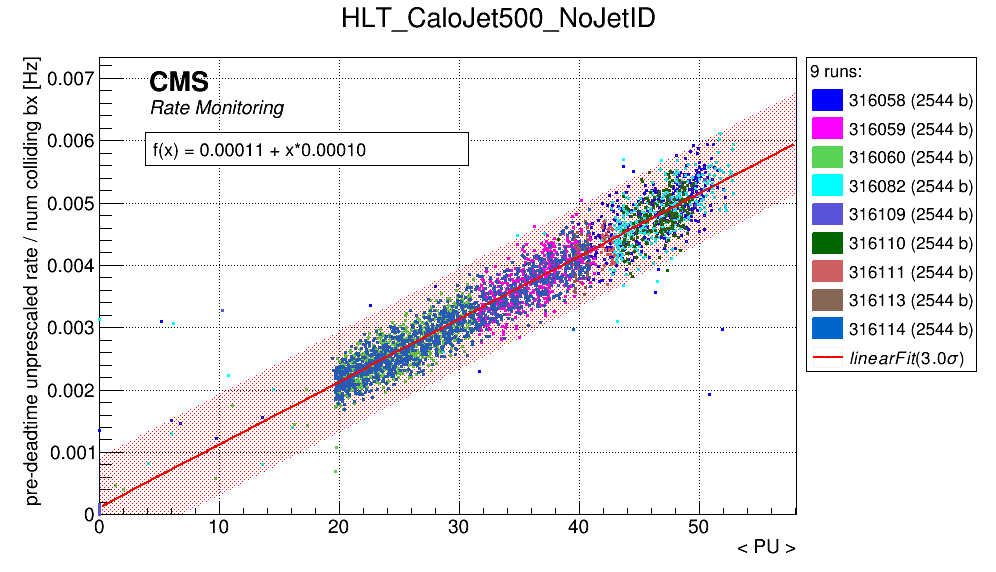 HLT_CaloJet500_NoJetID
pre-deadtime unprescaled rate / num colliding bx [Hz]
0.007
0.006
0.005
0.004
0.003
0.002
0.001
0
CMS
Rate Monitoring
f(x) = 0.00011 + x*0.00010
0
10
20
30
40
50
< PU >
9 runs:
316058 (2544 b)
316059 (2544 b)
316060 (2544 b)
316082 (2544 b)
316109 (2544 b)
316110 (2544 b)
316111 (2544 b)
316113 (2544 b)
316114 (2544 b)
linearFit(3.0σ)